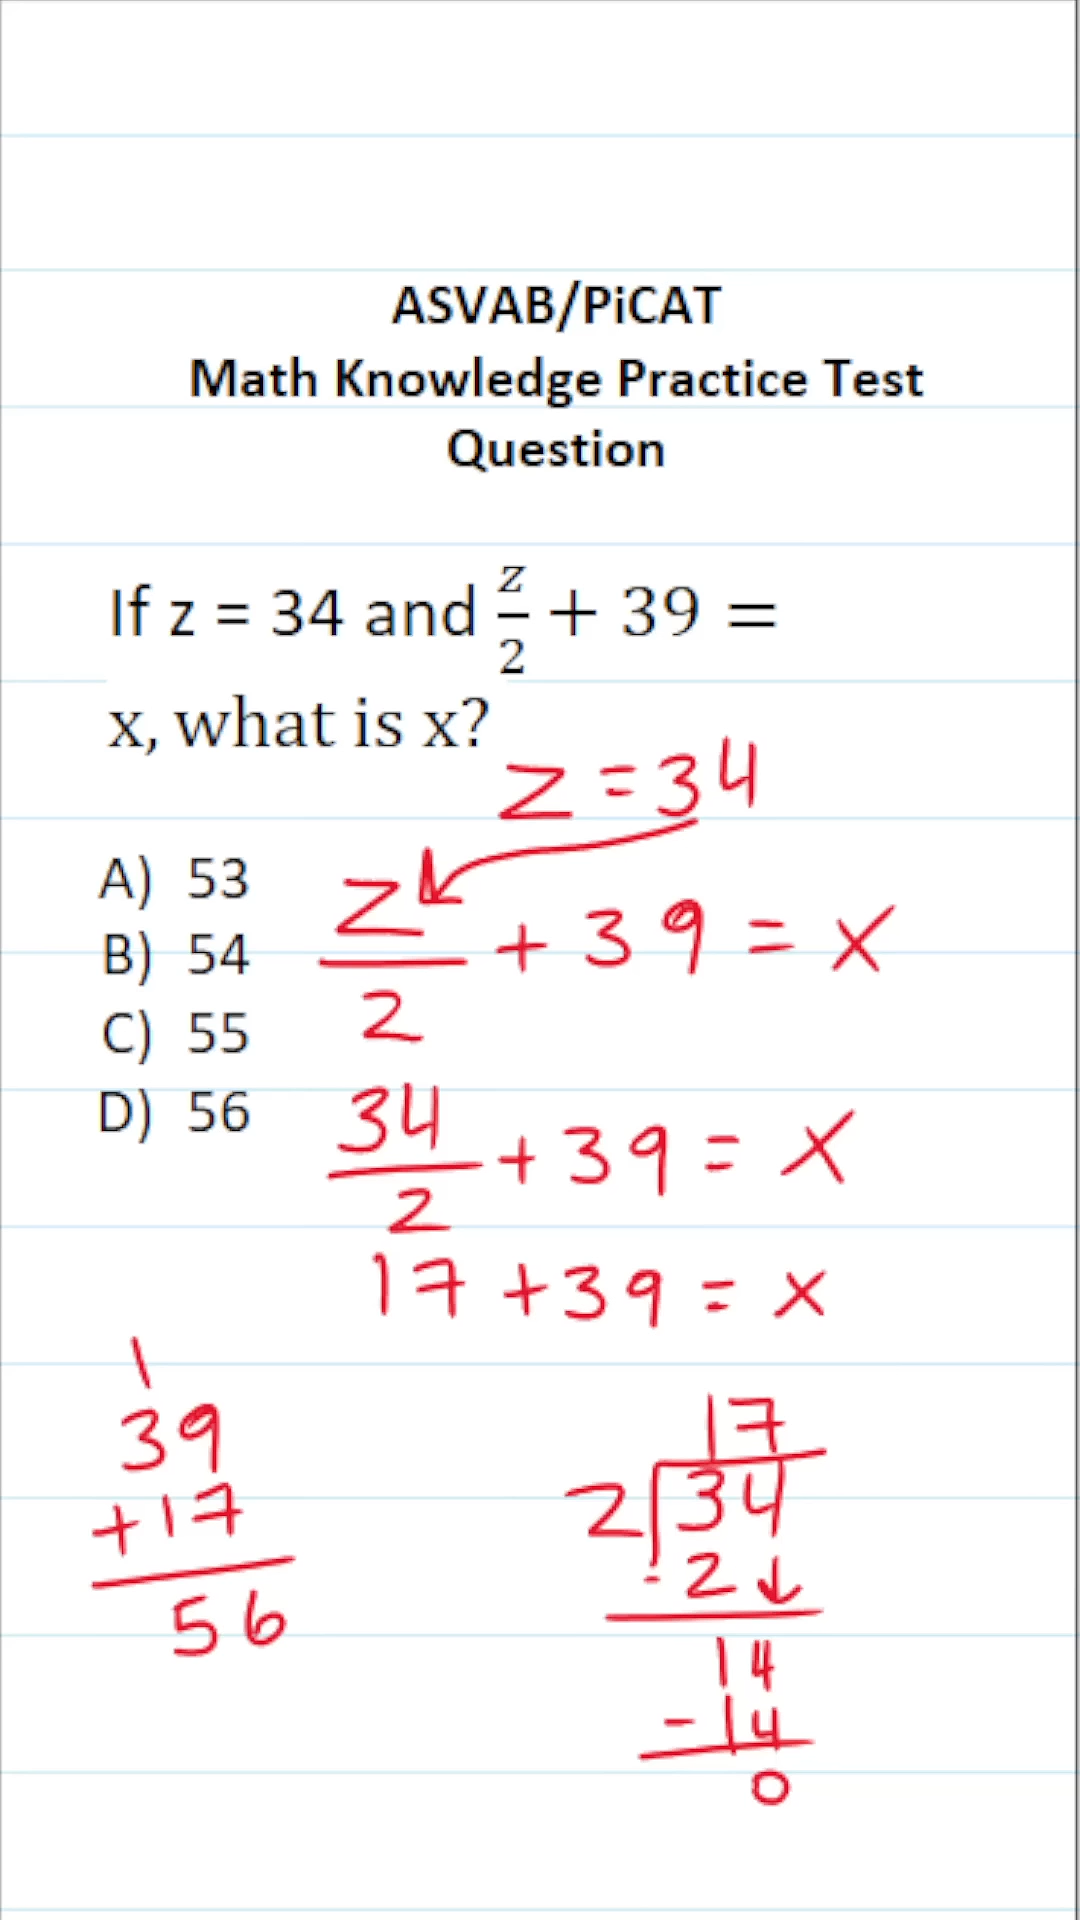 ASVAB/PiCAT
Math Knowledge Practice Test
Question
If z = 34 and z/2 + 39 =
x, what is x?
z = 34
A) 53
B) 54
C) 55
D) 56
z/2 + 39 = x
34/2 + 39 = x
17 + 39 = x
1
39
+17
56
17
2)34
-2↓
14
-14
0